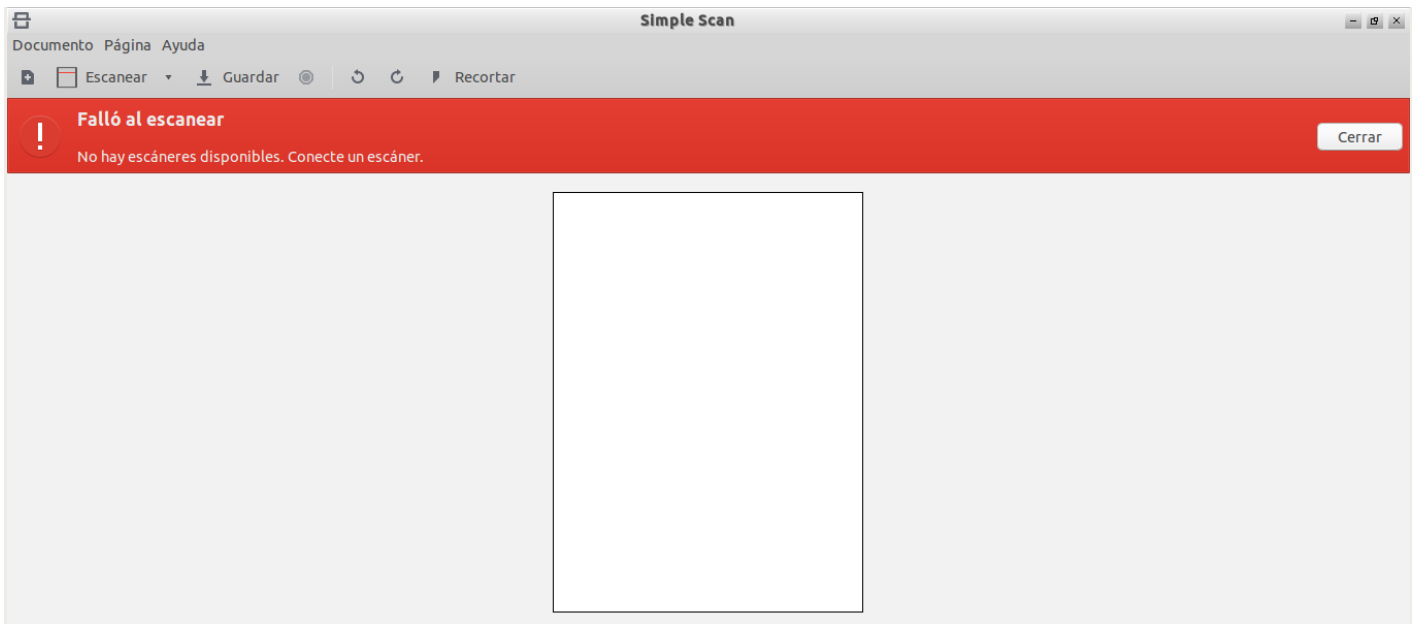 Simple Scan
Documento Página Ayuda
Escanear Guardar Recortar
Falló al escanear
Cerrar
No hay escáneres disponibles. Conecte un escáner.